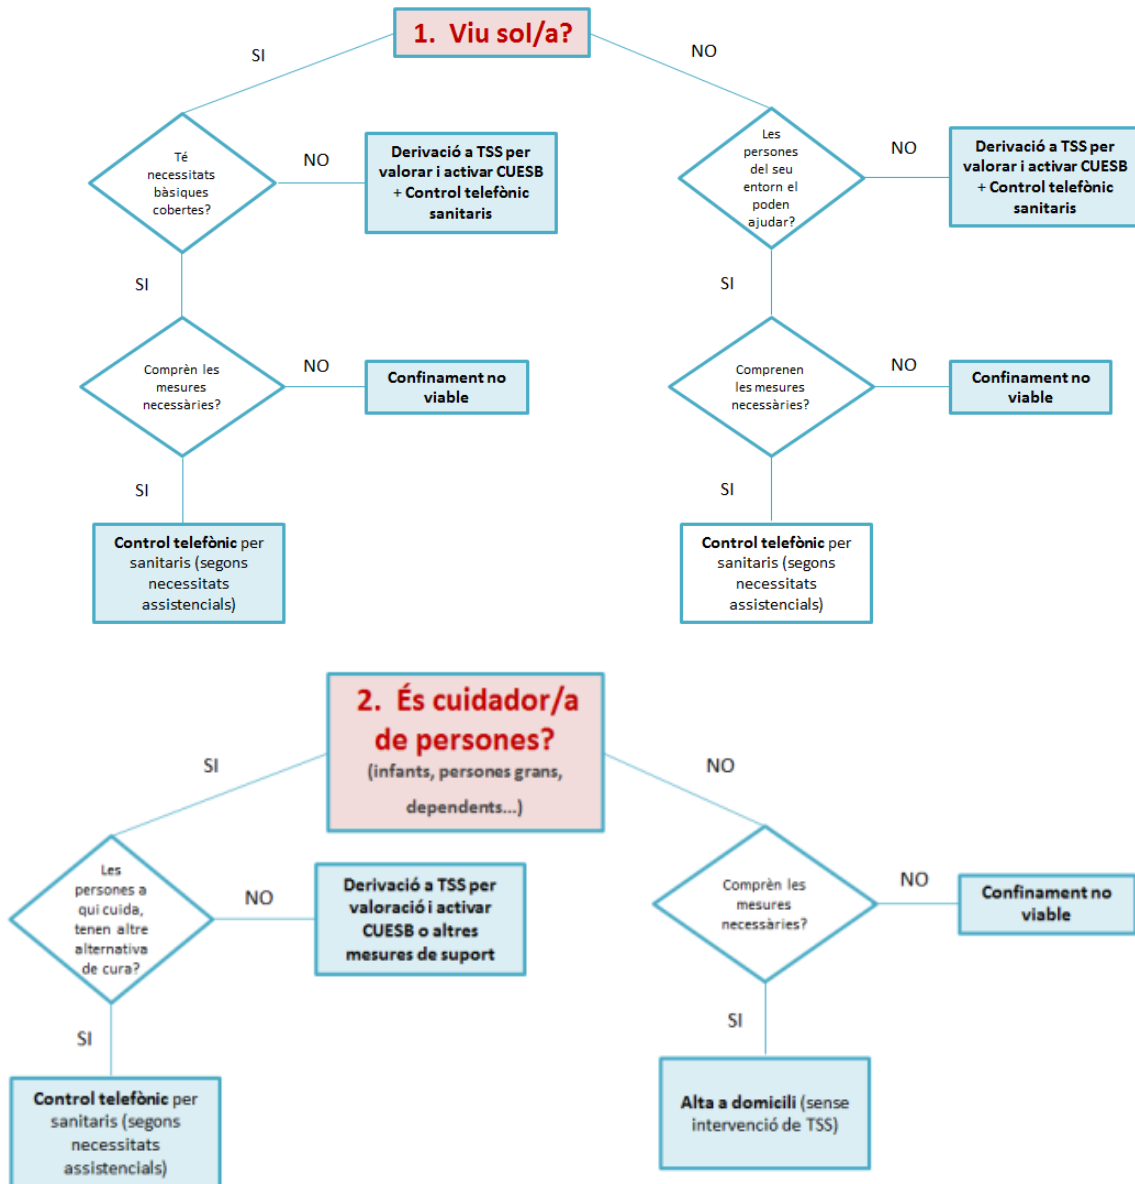 1. Viu sol/a?
SI
NO
Té
necessitats
bàsiques
cobertes?
NO
Derivació a TSS per
valorar i activar CUESB
+ Control telefònic
sanitaris
Les
persones
del seu
entorn el
poden
ajudar?
NO
Derivació a TSS per
valorar i activar CUESB
+ Control telefònic
sanitaris
SI
SI
Comprèn les
mesures
necessàries?
NO
Confinament no
viable
Comprenen
les mesures
necessàries?
NO
Confinament no
viable
SI
SI
Control telefònic per
sanitaris (segons
necessitats
assistencials)
Control telefònic per
sanitaris (segons
necessitats
assistencials)
2. És cuidador/a
de persones?
(infants, persones grans,
dependents...)
SI
NO
Les
persones a
qui cuida,
tenen altre
alternativa
de cura?
NO
Derivació a TSS per
valoració i activar
CUESB o altres
mesures de suport
Comprèn les
mesures
necessàries?
NO
Confinament no
viable
SI
SI
Control telefònic per
sanitaris (segons
necessitats
assistencials)
Alta a domicili (sense
intervenció de TSS)